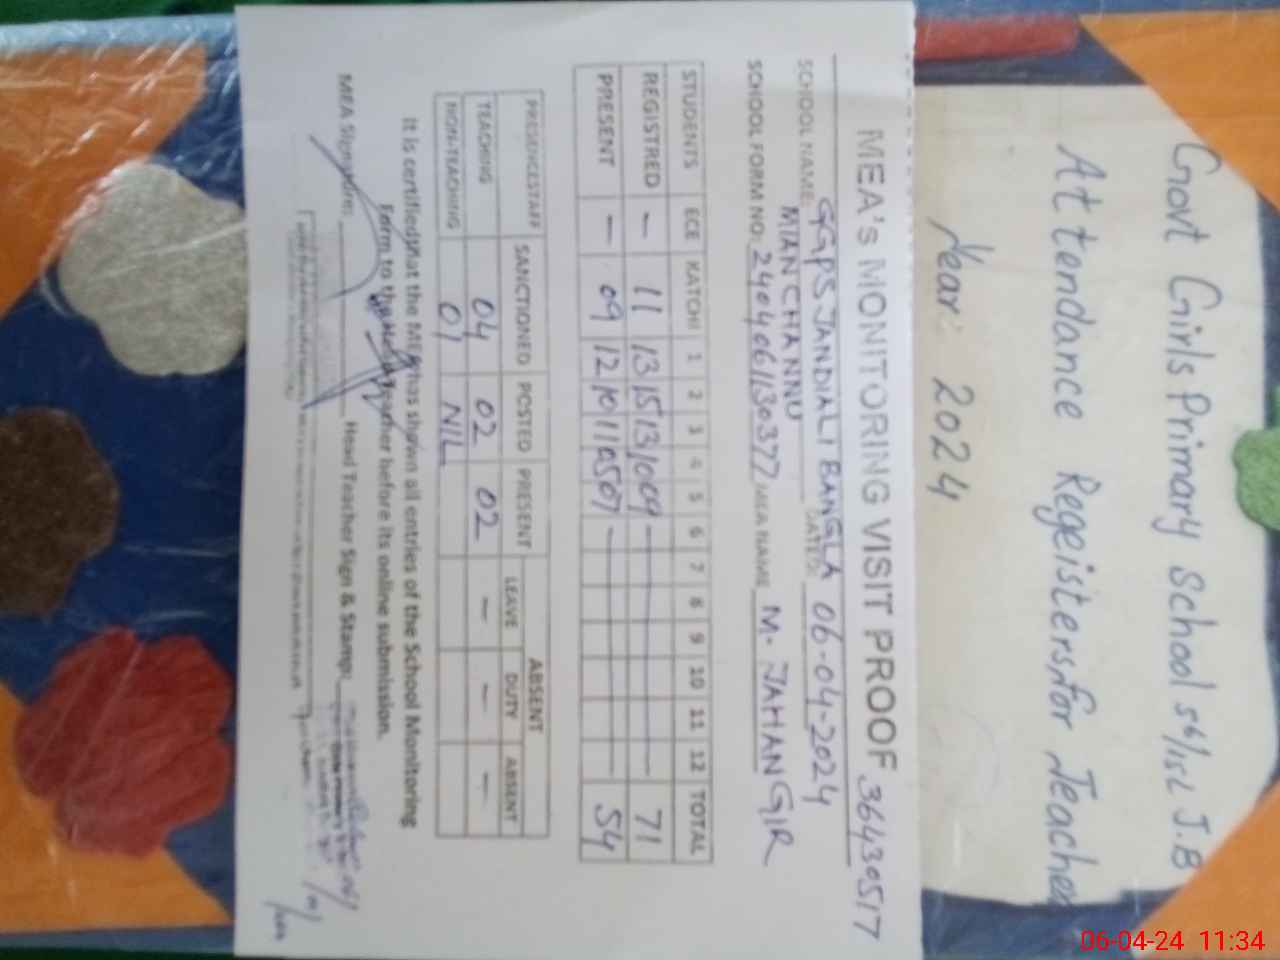 Govt Girls Primary School 56/15L J.B
Attendance Regeisters for Teacher
Year: 2024
MEA's MONITORING VISIT PROOF 36430517
SCHOOL NAME: GGPS JANDIALI BANGLA DATED: 06-04-2024
MIAN CHANNU
SCHOOL FORM NO: MEA NAME M. JAHANGIR
STUDENTS ECE KATCHI 1 2 3 4 5 6 7 8 9 10 11 12 TOTAL
REGISTRED - 11 13 15 13 10 09 - 71
PRESENT - 09 12 10 11 05 07 - 54
PRESENCE STAFF SANCTIONED POSTED PRESENT ABSENT
LEAVE DUTY ABSENT
TEACHING 04 02 02 - - -
NON-TEACHING 01 NIL
It is certified that the MEA has shown all entries of the School Monitoring
Form to the Head Teacher before its online submission.
MEA Signature: Head Teacher Sign & Stamp:
06-04-24 11:34